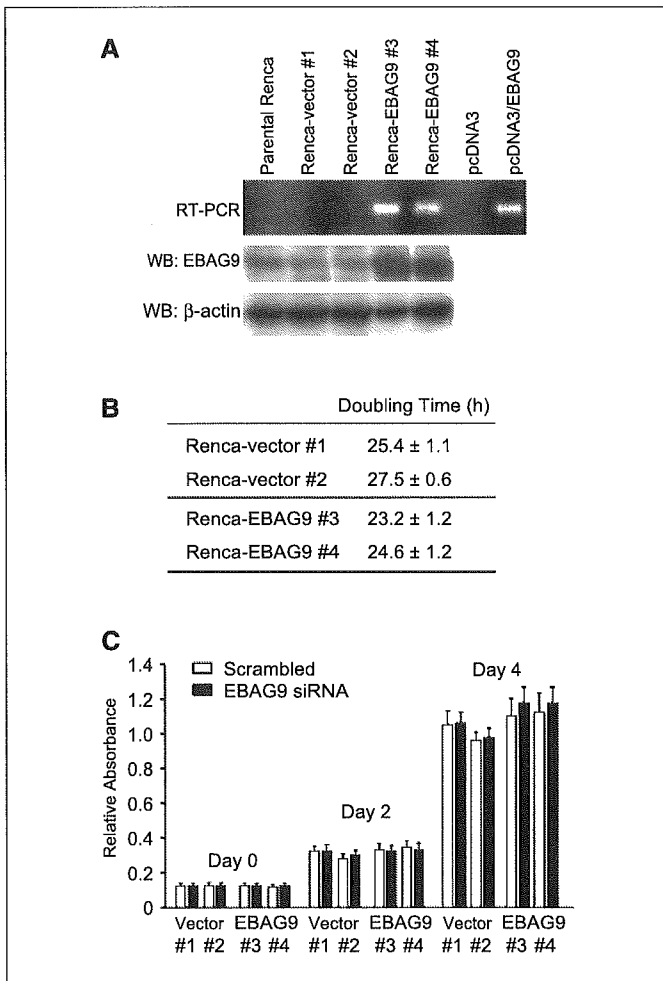 A
Parental Renca
Renca-vector #1
Renca-vector #2
Renca-EBAG9 #3
Renca-EBAG9 #4
pcDNA3
pcDNA3/EBAG9
RT-PCR
WB: EBAG9
WB: β-actin
B
Doubling Time (h)
Renca-vector #1 25.4 ± 1.1
Renca-vector #2 27.5 ± 0.6
Renca-EBAG9 #3 23.2 ± 1.2
Renca-EBAG9 #4 24.6 ± 1.2
C
Relative Absorbance
1.4
1.2
1.0
0.8
0.6
0.4
0.2
0
Scrambled
EBAG9 siRNA
Day 0
Day 2
Day 4
Vector EBAG9 Vector EBAG9 Vector EBAG9
#1 #2 #3 #4 #1 #2 #3 #4 #1 #2 #3 #4